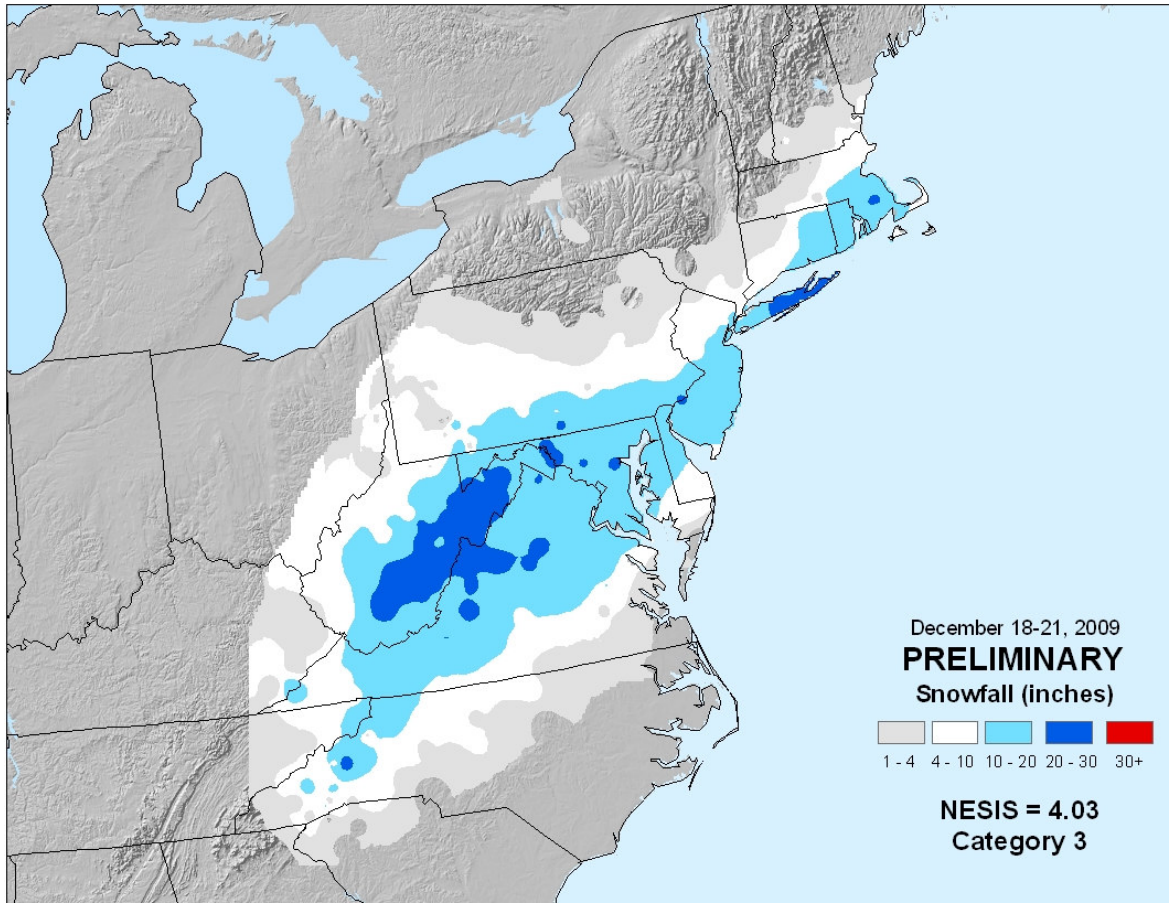 December 18-21, 2009
PRELIMINARY
Snowfall (inches)
1 - 4 4 - 10 10 - 20 20 - 30 30+
NESIS = 4.03
Category 3